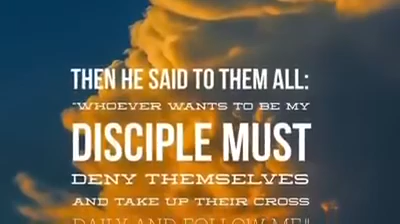 THEN HE SAID TO THEM ALL:
"WHOEVER WANTS TO BE MY
DISCIPLE MUST
DENY THEMSELVES
AND TAKE UP THEIR CROSS
DAILY AND FOLLOW ME."